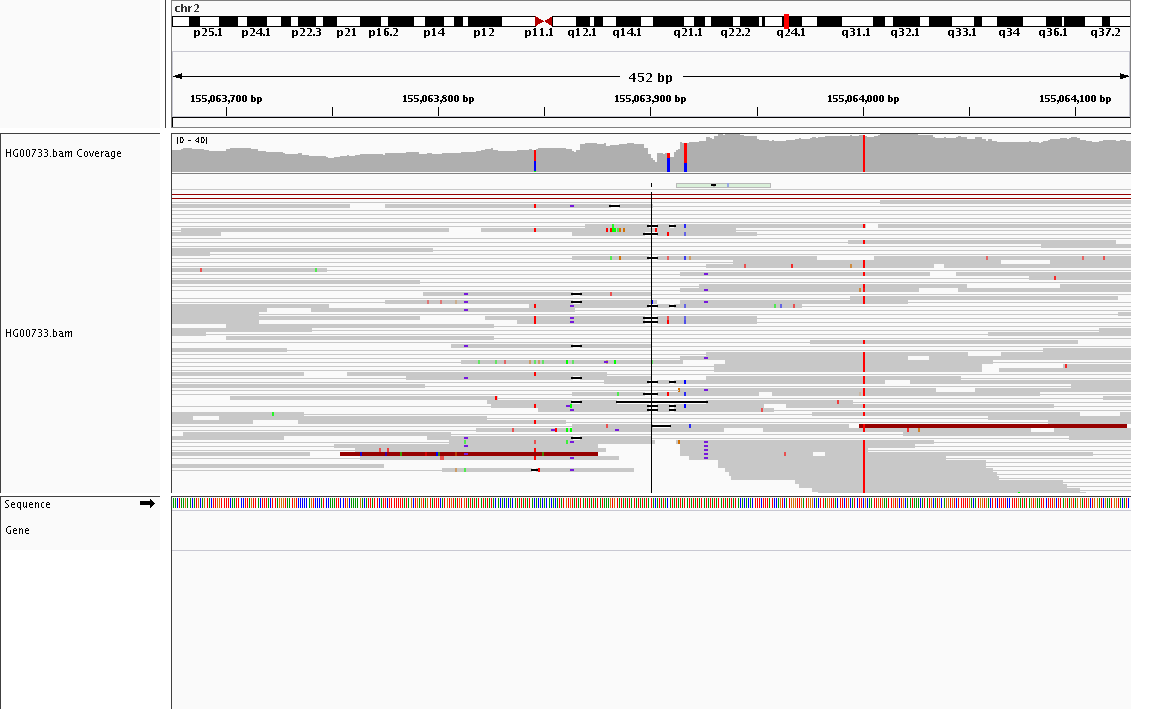 chr2
p25.1 p24.1 p22.3 p21 p16.2 p14 p12 p11.1 q12.1 q14.1 q21.1 q22.2 q24.1 q31.1 q32.1 q33.1 q34 q36.1 q37.2
452 bp
155,063,700 bp 155,063,800 bp 155,063,900 bp 155,064,000 bp 155,064,100 bp
HG00733.bam Coverage
[0 - 40]
HG00733.bam
Sequence
Gene